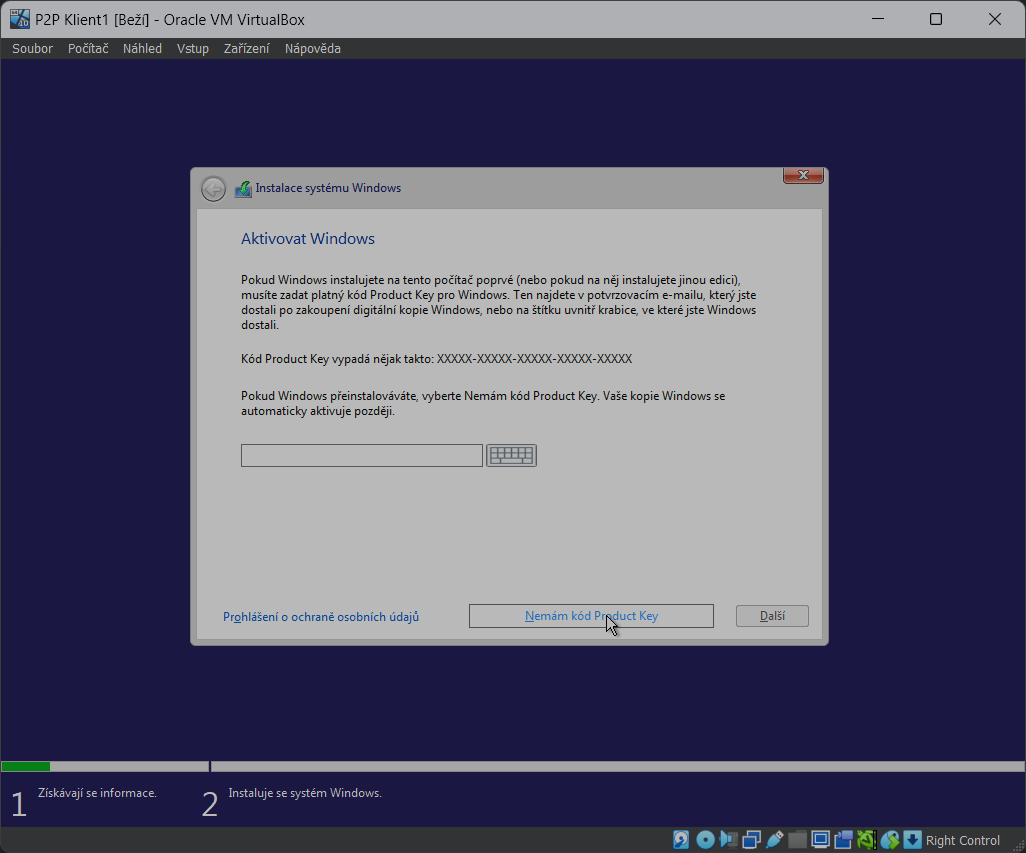 P2P Klient1 [Beží] - Oracle VM VirtualBox
Soubor Počítač Náhled Vstup Zařízení Nápověda
Instalace systému Windows
Aktivovat Windows
Pokud Windows instalujete na tento počítač poprvé (nebo pokud na něj instalujete jinou edici),
musíte zadat platný kód Product Key pro Windows. Ten najdete v potvrzovacím e-mailu, který jste
dostali po zakoupení digitální kopie Windows, nebo na štítku uvnitř krabice, ve které jste Windows
dostali.
Kód Product Key vypadá nějak takto: XXXXX-XXXXX-XXXXX-XXXXX-XXXXX
Pokud Windows přeinstalováváte, vyberte Nemám kód Product Key. Vaše kopie Windows se
automaticky aktivuje později.
Prohlášení o ochraně osobních údajů Nemám kód Product Key Další
1 Získávají se informace. 2 Instaluje se systém Windows.
Right Control